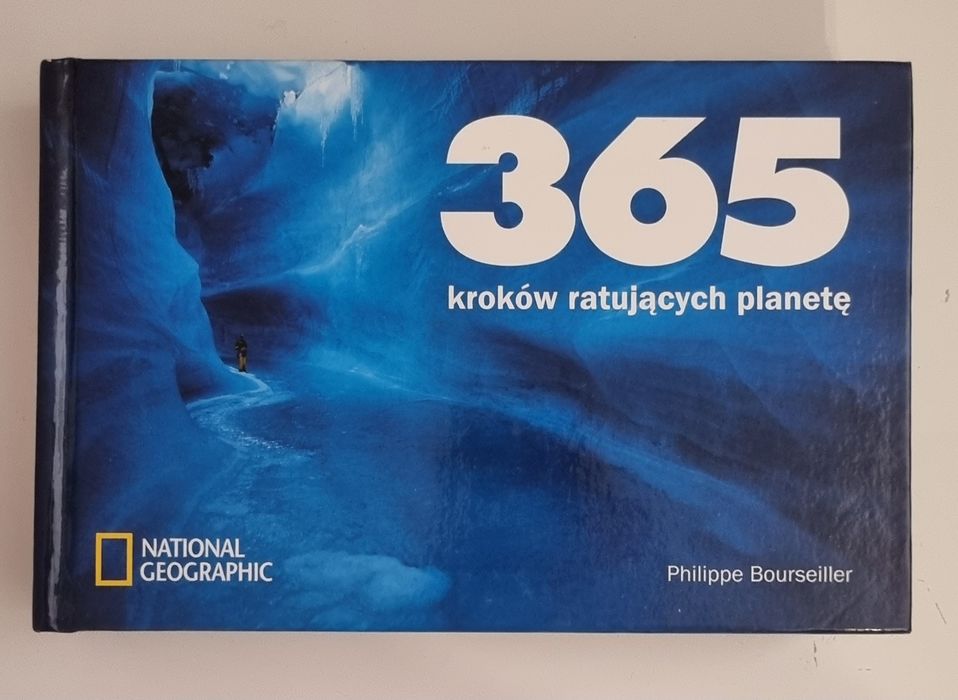 365
kroków ratujących planetę
NATIONAL
GEOGRAPHIC
Philippe Bourseiller